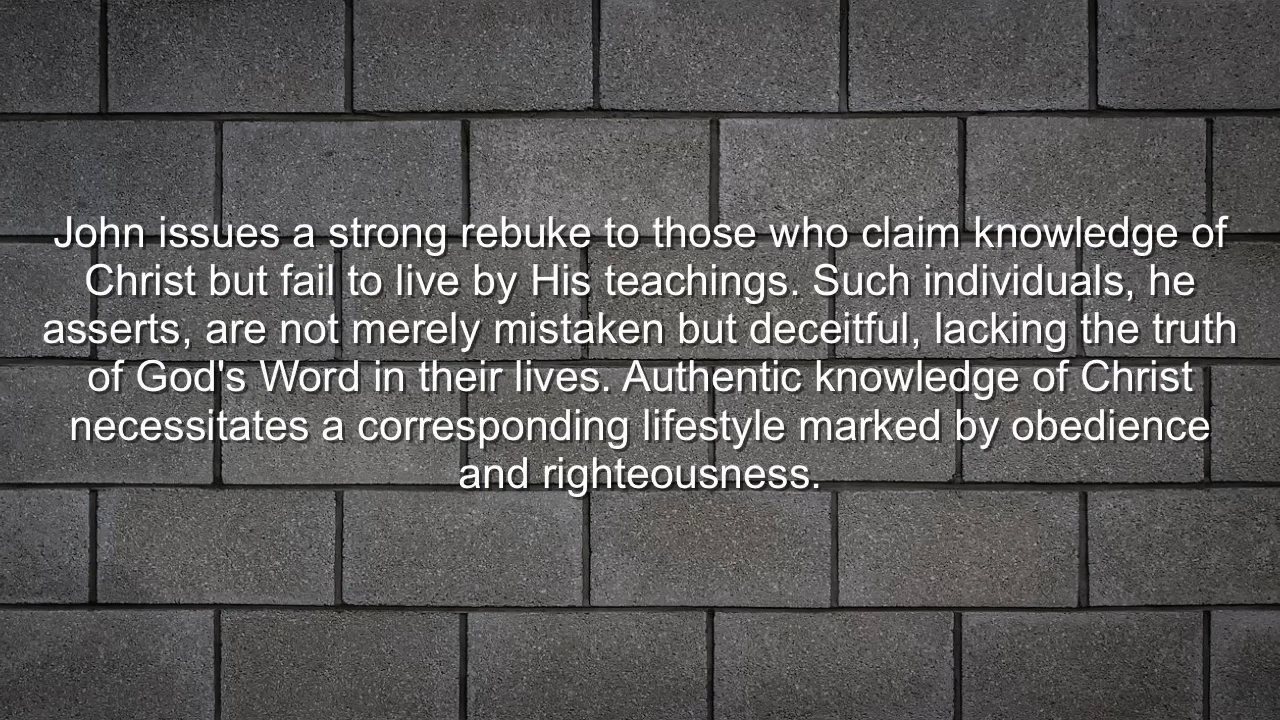 John issues a strong rebuke to those who claim knowledge of
Christ but fail to live by His teachings. Such individuals, he
asserts, are not merely mistaken but deceitful, lacking the truth
of God's Word in their lives. Authentic knowledge of Christ
necessitates a corresponding lifestyle marked by obedience
and righteousness.